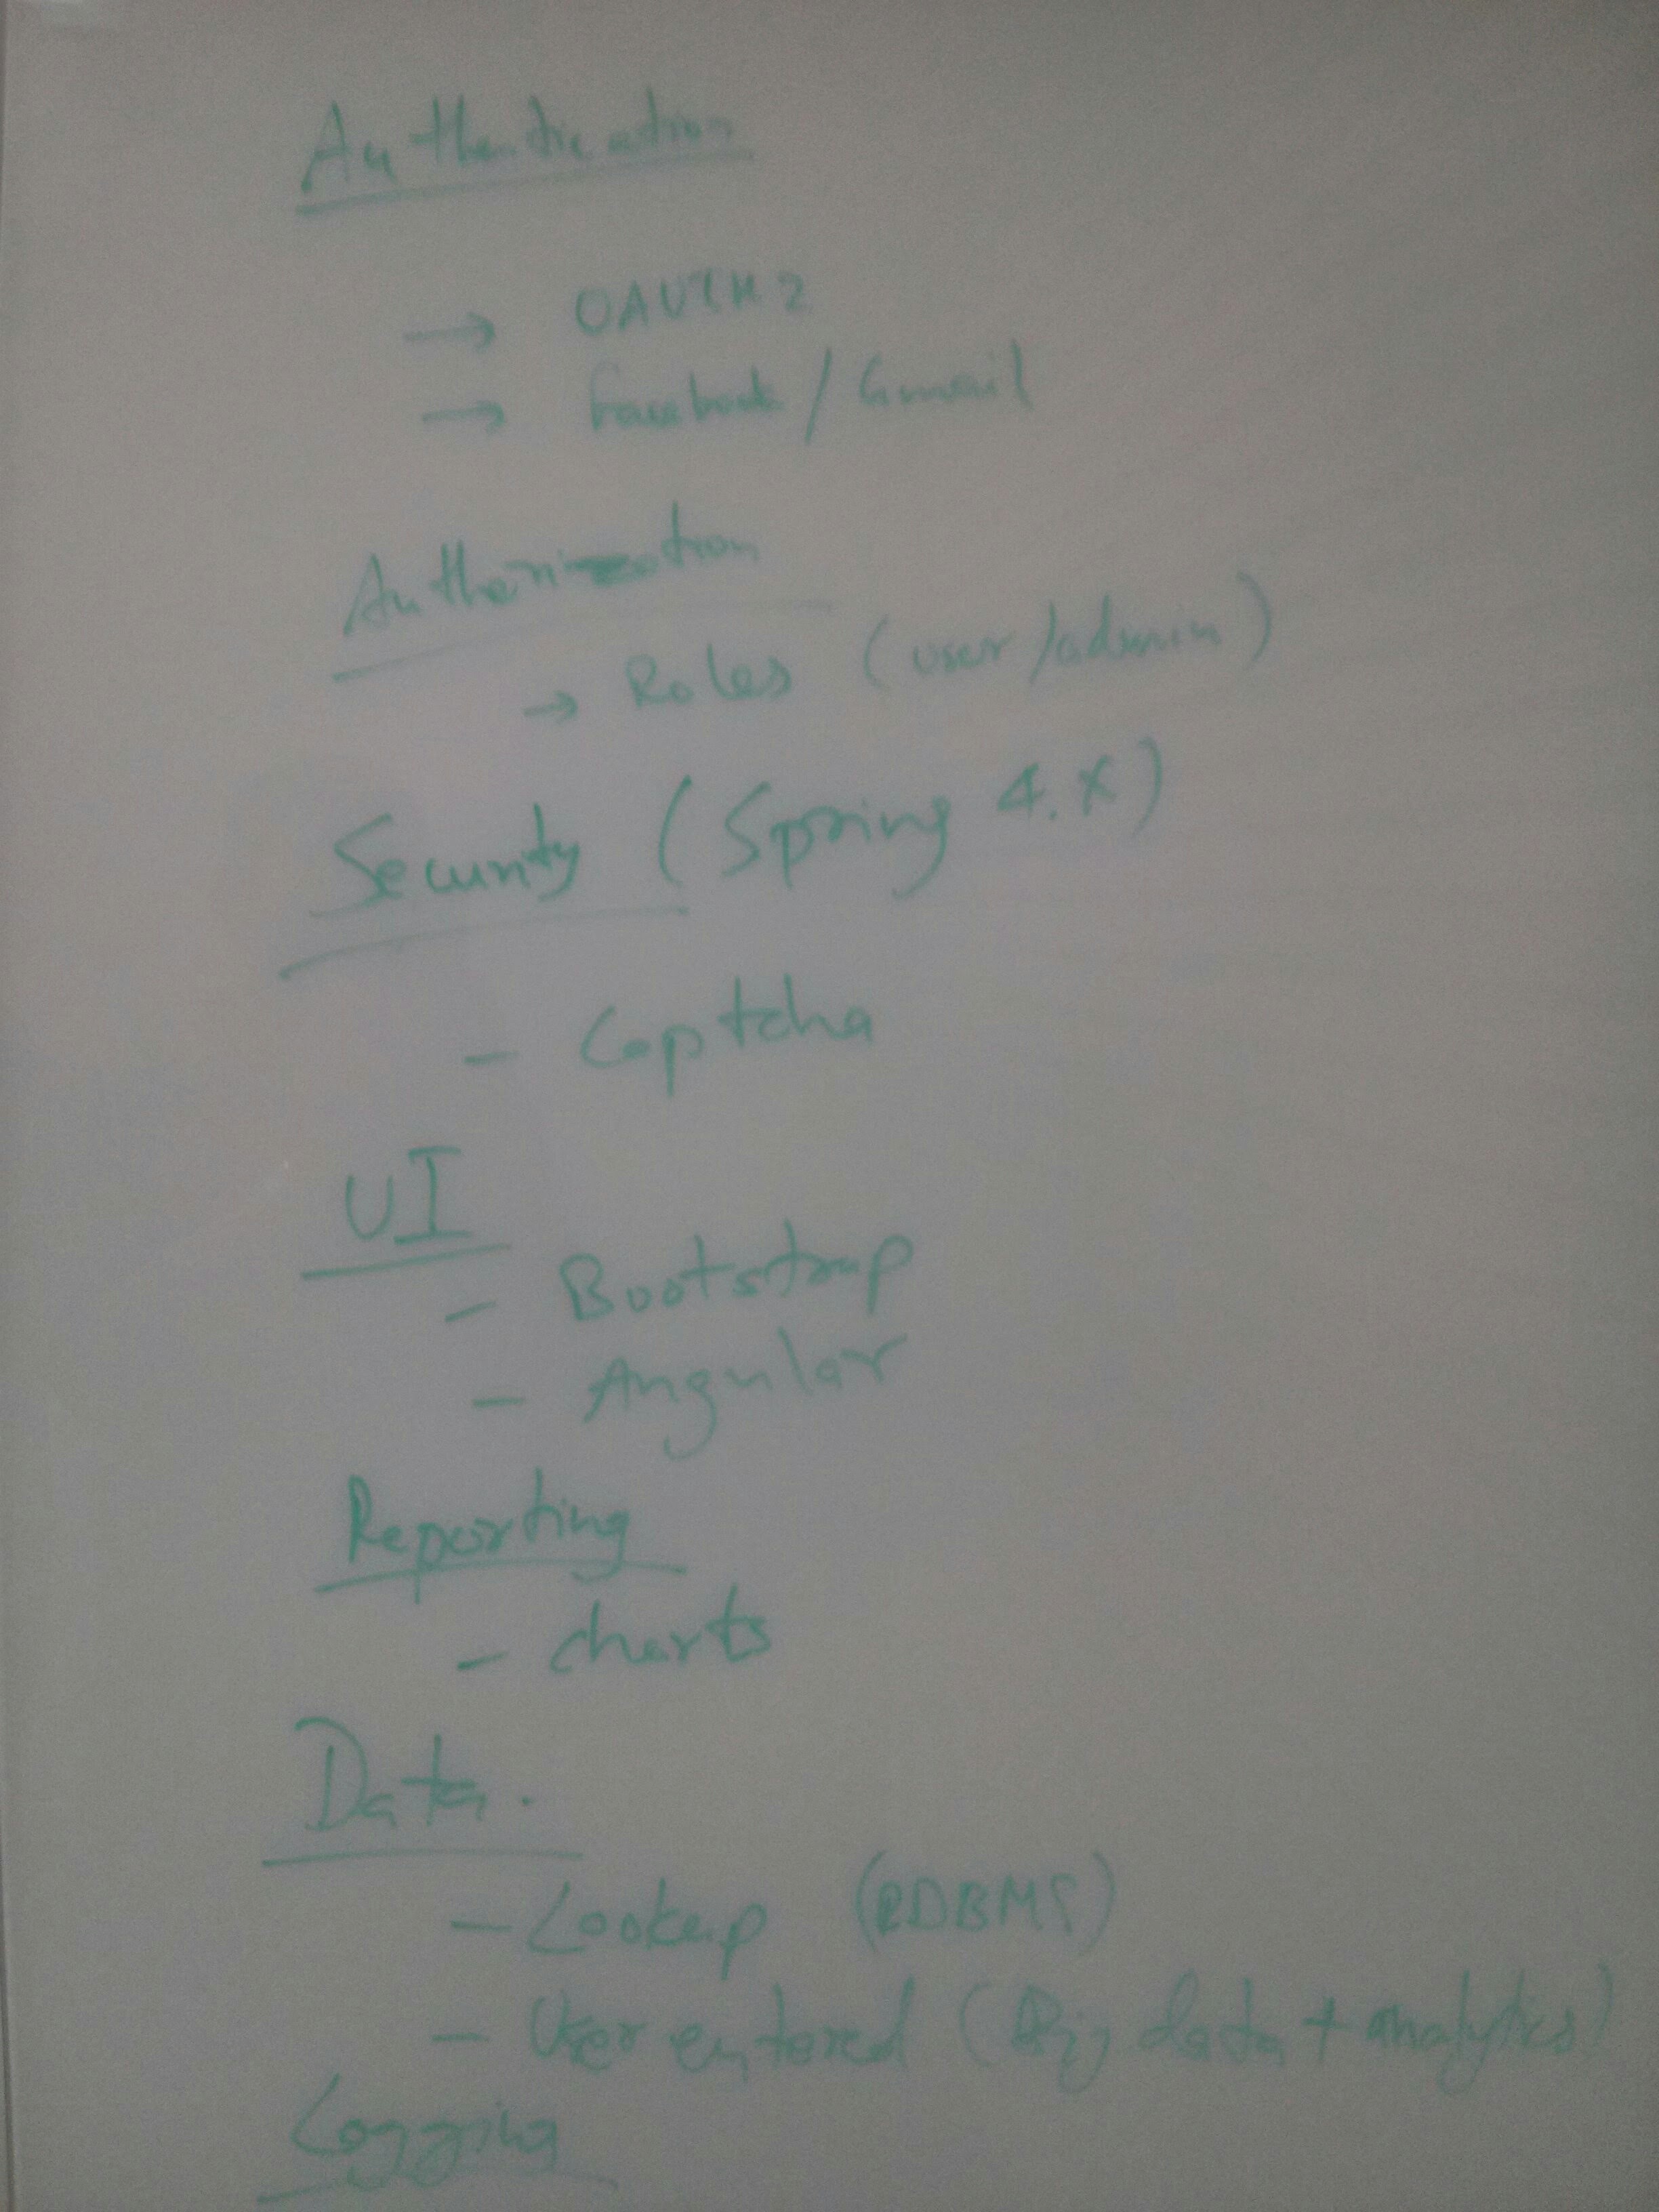 Authentication
→ OAUTH 2
→ facebook / Gmail
Authorization
→ Roles (user/admin)
Security (Spring 4.x)
- Captcha
UI
- Bootstrap
- Angular
Reporting
- charts
Data.
- Lookup (RDBMS)
- User entered (Big data + analytics)
Logging